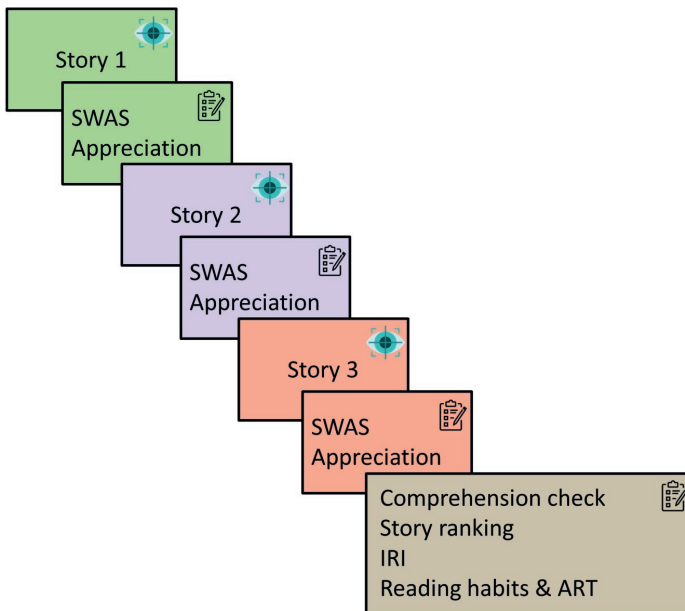 Story 1
SWAS
Appreciation
Story 2
SWAS
Appreciation
Story 3
SWAS
Appreciation
Comprehension check
Story ranking
IRI
Reading habits & ART